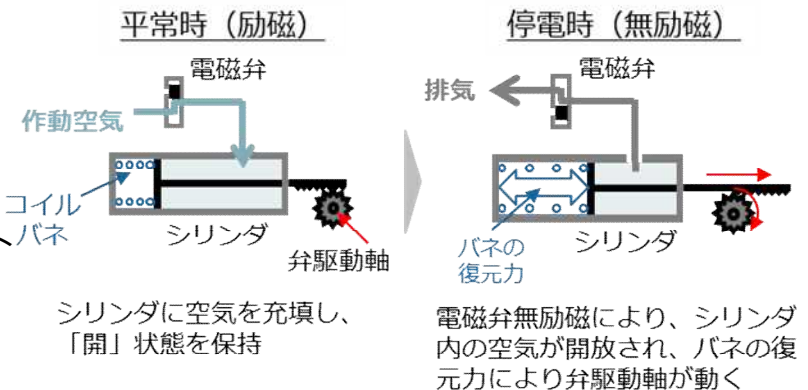 平常時（励磁）
電磁弁
作動空気
コイル
バネ
シリンダ
弁駆動軸
シリンダに空気を充填し、
「開」状態を保持
停電時（無励磁）
電磁弁
排気
バネの
復元力
シリンダ
電磁弁無励磁により、シリンダ
内の空気が開放され、バネの復
元力により弁駆動軸が動く